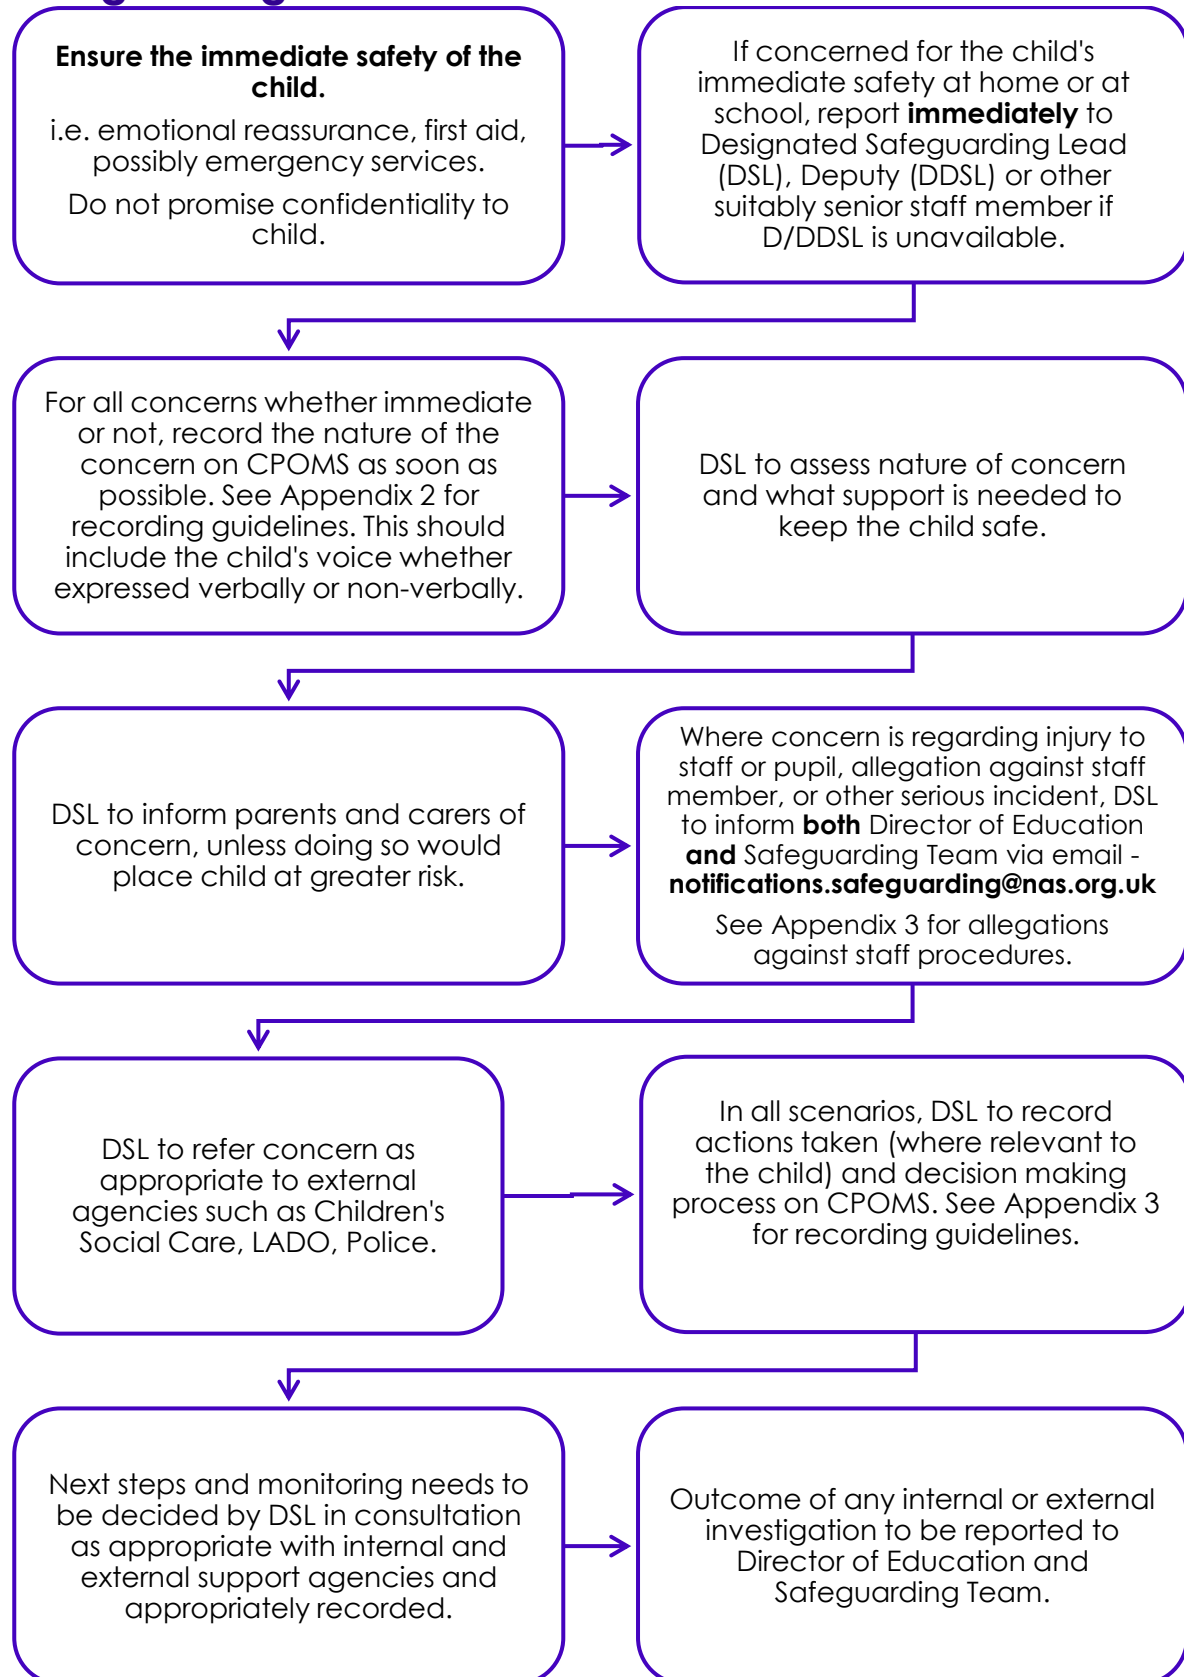 Ensure the immediate safety of the
child.
i.e. emotional reassurance, first aid,
possibly emergency services.
Do not promise confidentiality to
child.
If concerned for the child's
immediate safety at home or at
school, report immediately to
Designated Safeguarding Lead
(DSL), Deputy (DDSL) or other
suitably senior staff member if
D/DDSL is unavailable.
For all concerns whether immediate
or not, record the nature of the
concern on CPOMS as soon as
possible. See Appendix 2 for
recording guidelines. This should
include the child's voice whether
expressed verbally or non-verbally.
DSL to assess nature of concern
and what support is needed to
keep the child safe.
DSL to inform parents and carers of
concern, unless doing so would
place child at greater risk.
Where concern is regarding injury to
staff or pupil, allegation against staff
member, or other serious incident, DSL
to inform both Director of Education
and Safeguarding Team via email -
notifications.safeguarding@nas.org.uk
See Appendix 3 for allegations
against staff procedures.
DSL to refer concern as
appropriate to external
agencies such as Children's
Social Care, LADO, Police.
In all scenarios, DSL to record
actions taken (where relevant to
the child) and decision making
process on CPOMS. See Appendix 3
for recording guidelines.
Next steps and monitoring needs to
be decided by DSL in consultation
as appropriate with internal and
external support agencies and
appropriately recorded.
Outcome of any internal or external
investigation to be reported to
Director of Education and
Safeguarding Team.